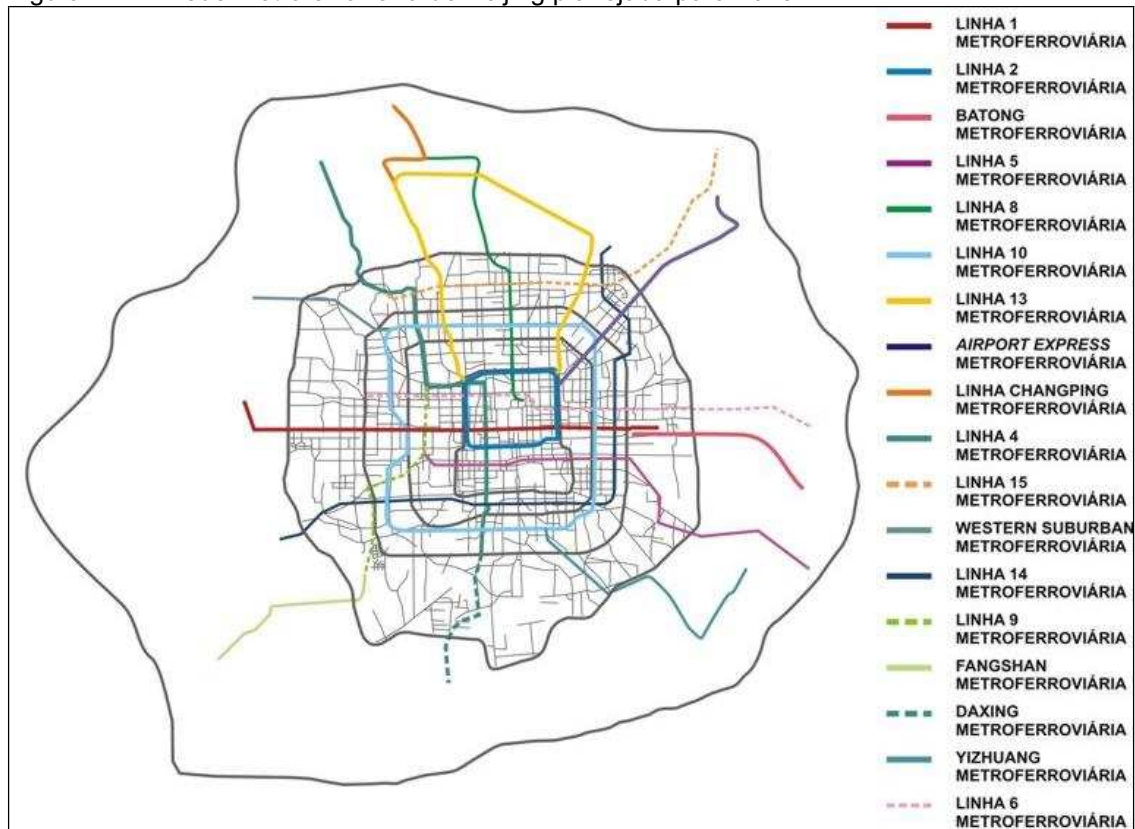 LINHA 1
METROFERROVIÁRIA
LINHA 2
METROFERROVIÁRIA
BATONG
METROFERROVIÁRIA
LINHA 5
METROFERROVIÁRIA
LINHA 8
METROFERROVIÁRIA
LINHA 10
METROFERROVIÁRIA
LINHA 13
METROFERROVIÁRIA
AIRPORT EXPRESS
METROFERROVIÁRIA
LINHA CHANGPING
METROFERROVIÁRIA
LINHA 4
METROFERROVIÁRIA
LINHA 15
METROFERROVIÁRIA
WESTERN SUBURBAN
METROFERROVIÁRIA
LINHA 14
METROFERROVIÁRIA
LINHA 9
METROFERROVIÁRIA
FANGSHAN
METROFERROVIÁRIA
DAXING
METROFERROVIÁRIA
YIZHUANG
METROFERROVIÁRIA
LINHA 6
METROFERROVIÁRIA